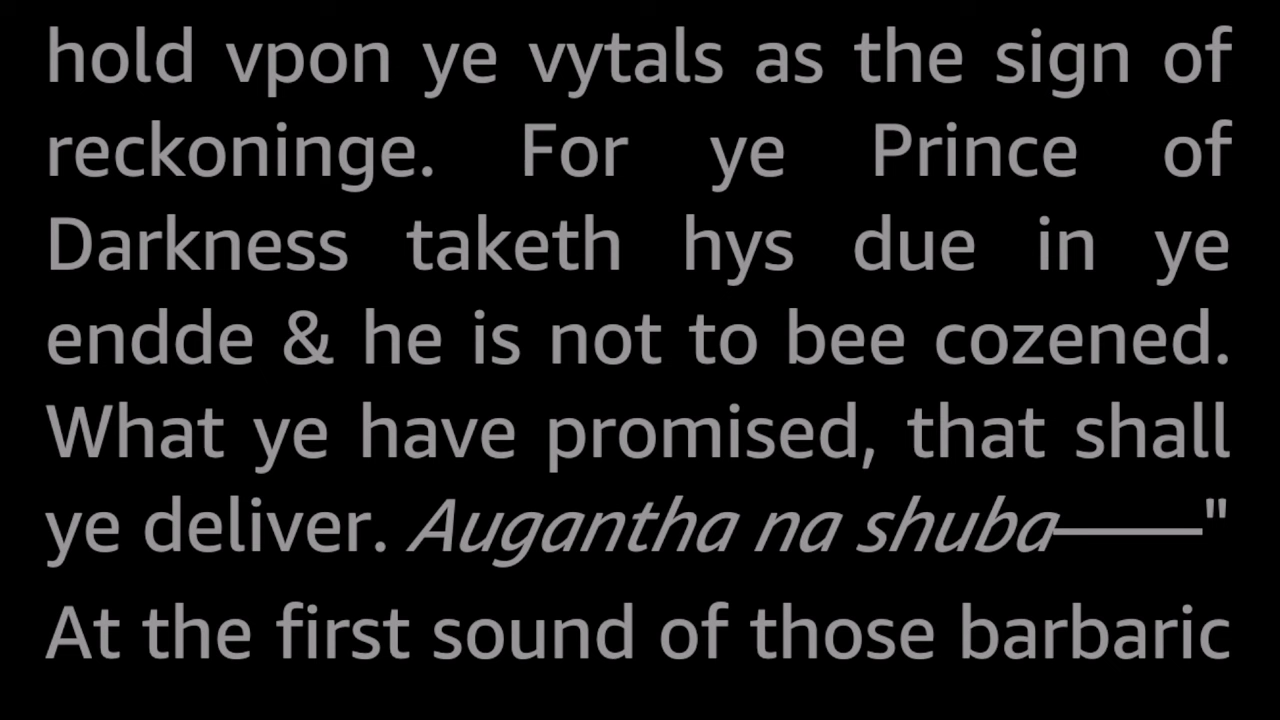 hold vpon ye vytals as the sign of
reckoninge. For ye Prince of
Darkness taketh hys due in ye
endde & he is not to bee cozened.
What ye have promised, that shall
ye deliver. Augantha na shuba——"
At the first sound of those barbaric